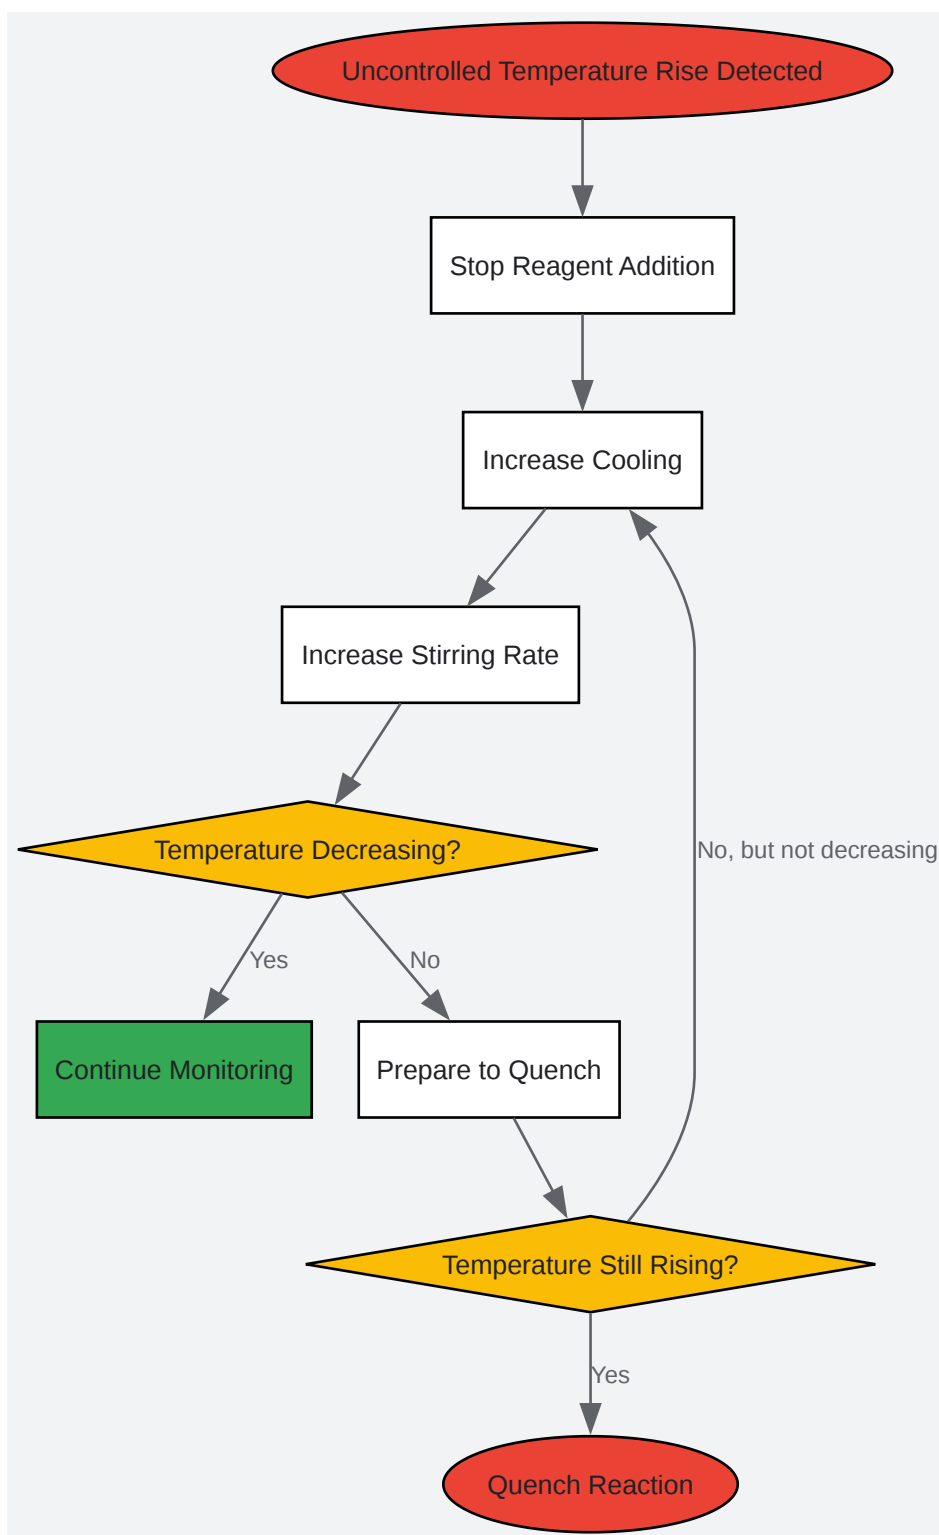 Uncontrolled Temperature Rise Detected
Stop Reagent Addition
Increase Cooling
Increase Stirring Rate
Temperature Decreasing?
No, but not decreasing
Yes
No
Continue Monitoring
Prepare to Quench
Temperature Still Rising?
Yes
Quench Reaction